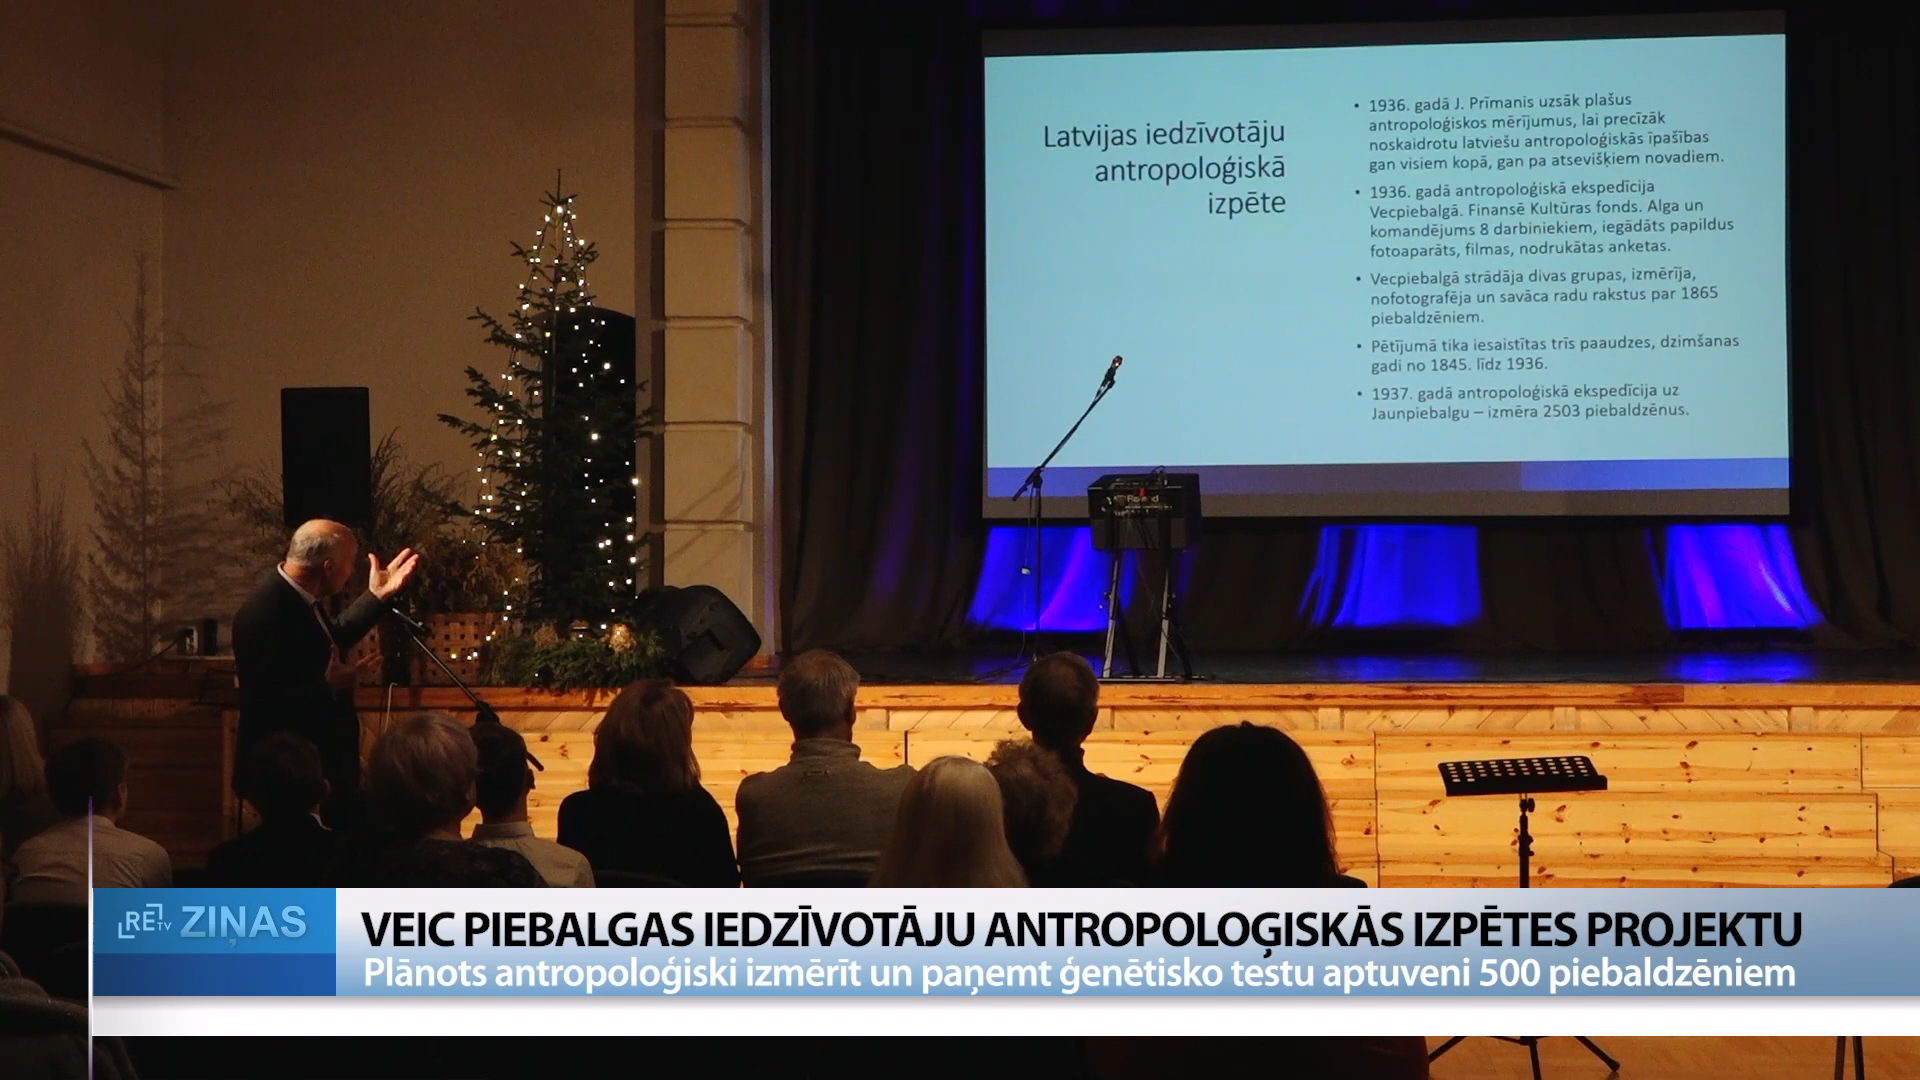 Latvijas iedzīvotāju
antropoloģiskā
izpēte
• 1936. gadā J. Prīmanis uzsāk plašus
antropoloģiskos mērījumus, lai precīzāk
noskaidrotu latviešu antropoloģiskās īpašības
gan visiem kopā, gan pa atsevišķiem novadiem.
• 1936. gadā antropoloģiskā ekspedīcija
Vecpiebalgā. Finansē Kultūras fonds. Alga un
komandējums 8 darbiniekiem, iegādāts papildus
fotoaparāts, filmas, nodrukātas anketas.
• Vecpiebalgā strādāja divas grupas, izmērīja,
nofotografēja un savāca radu rakstus par 1865
piebaldzēniem.
• Pētījumā tika iesaistītas trīs paaudzes, dzimšanas
gadi no 1845. līdz 1936.
• 1937. gadā antropoloģiskā ekspedīcija uz
Jaunpiebalgu – izmēra 2503 piebaldzēnus.
Roland
RE TV ZIŅAS
VEIC PIEBALGAS IEDZĪVOTĀJU ANTROPOLOĢISKĀS IZPĒTES PROJEKTU
Plānots antropoloģiski izmērīt un paņemt ģenētisko testu aptuveni 500 piebaldzēniem